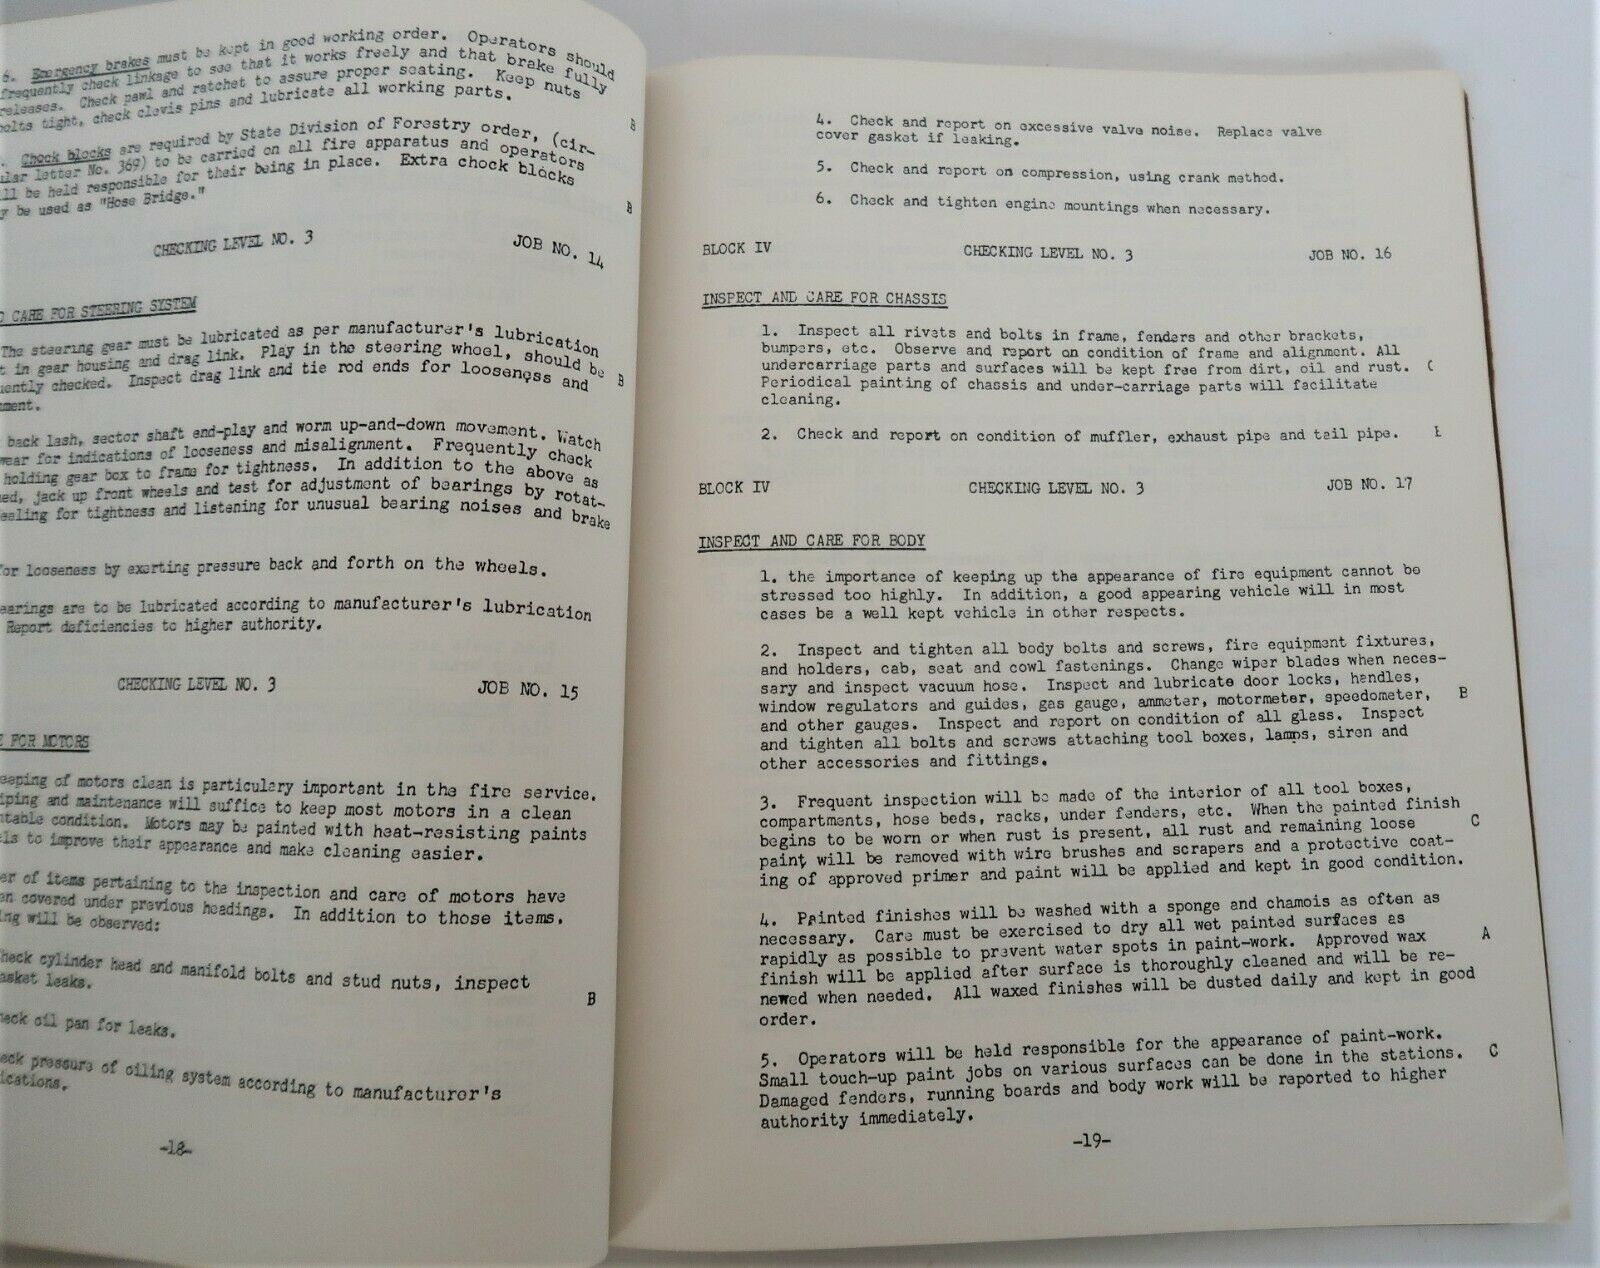 6. Emergency brakes must be kept in good working order. Operators should
frequently check linkage to see that it works freely and that brake fully
releases. Check pawl and ratchet to assure proper seating. Keep nuts
bolts tight, check clevis pins and lubricate all working parts. B
. Chock blocks are required by State Division of Forestry order, (cir-
ular letter No. 369) to be carried on all fire apparatus and operators
ll be held responsible for their being in place. Extra chock blocks
y be used as "Hose Bridge." B
CHECKING LEVEL NO. 3 JOB NO. 14
D CARE FOR STEERING SYSTEM
The steering gear must be lubricated as per manufacturer's lubrication
t in gear housing and drag link. Play in the steering wheel, should be
uently checked. Inspect drag link and tie rod ends for looseness and B
nment.
back lash, sector shaft end-play and worm up-and-down movement. Watch
wear for indications of looseness and misalignment. Frequently check
holding gear box to frame for tightness. In addition to the above as
ed, jack up front wheels and test for adjustment of bearings by rotat-
eeling for tightness and listening for unusual bearing noises and brake
for looseness by exerting pressure back and forth on the wheels.
earings are to be lubricated according to manufacturer's lubrication
Report deficiencies to higher authority.
CHECKING LEVEL NO. 3 JOB NO. 15
E FOR MOTORS
eeping of motors clean is particulary important in the fire service.
iping and maintenance will suffice to keep most motors in a clean
ntable condition. Motors may be painted with heat-resisting paints
ls to improve their appearance and make cleaning easier.
er of items pertaining to the inspection and care of motors have
en covered under previous headings. In addition to those items,
ing will be observed:
heck cylinder head and manifold bolts and stud nuts, inspect
asket leaks. B
heck oil pan for leaks.
eck pressure of oiling system according to manufacturer's
ications.
-18-
4. Check and report on excessive valve noise. Replace valve
cover gasket if leaking.
5. Check and report on compression, using crank method.
6. Check and tighten engine mountings when necessary.
BLOCK IV CHECKING LEVEL NO. 3 JOB NO. 16
INSPECT AND CARE FOR CHASSIS
1. Inspect all rivets and bolts in frame, fenders and other brackets,
bumpers, etc. Observe and report on condition of frame and alignment. All
undercarriage parts and surfaces will be kept free from dirt, oil and rust. C
Periodical painting of chassis and under-carriage parts will facilitate
cleaning.
2. Check and report on condition of muffler, exhaust pipe and tail pipe.
BLOCK IV CHECKING LEVEL NO. 3 JOB NO. 17
INSPECT AND CARE FOR BODY
1. the importance of keeping up the appearance of fire equipment cannot be
stressed too highly. In addition, a good appearing vehicle will in most
cases be a well kept vehicle in other respects.
2. Inspect and tighten all body bolts and screws, fire equipment fixtures,
and holders, cab, seat and cowl fastenings. Change wiper blades when neces-
sary and inspect vacuum hose. Inspect and lubricate door locks, handles,
window regulators and guides, gas gauge, ammeter, motormeter, speedometer, B
and other gauges. Inspect and report on condition of all glass. Inspect
and tighten all bolts and screws attaching tool boxes, lamps, siren and
other accessories and fittings.
3. Frequent inspection will be made of the interior of all tool boxes,
compartments, hose beds, racks, under fenders, etc. When the painted finish
begins to be worn or when rust is present, all rust and remaining loose C
paint will be removed with wire brushes and scrapers and a protective coat-
ing of approved primer and paint will be applied and kept in good condition.
4. Painted finishes will be washed with a sponge and chamois as often as
necessary. Care must be exercised to dry all wet painted surfaces as
rapidly as possible to prevent water spots in paint-work. Approved wax A
finish will be applied after surface is thoroughly cleaned and will be re-
newed when needed. All waxed finishes will be dusted daily and kept in good
order.
5. Operators will be held responsible for the appearance of paint-work.
Small touch-up paint jobs on various surfaces can be done in the stations. C
Damaged fenders, running boards and body work will be reported to higher
authority immediately.
-19-